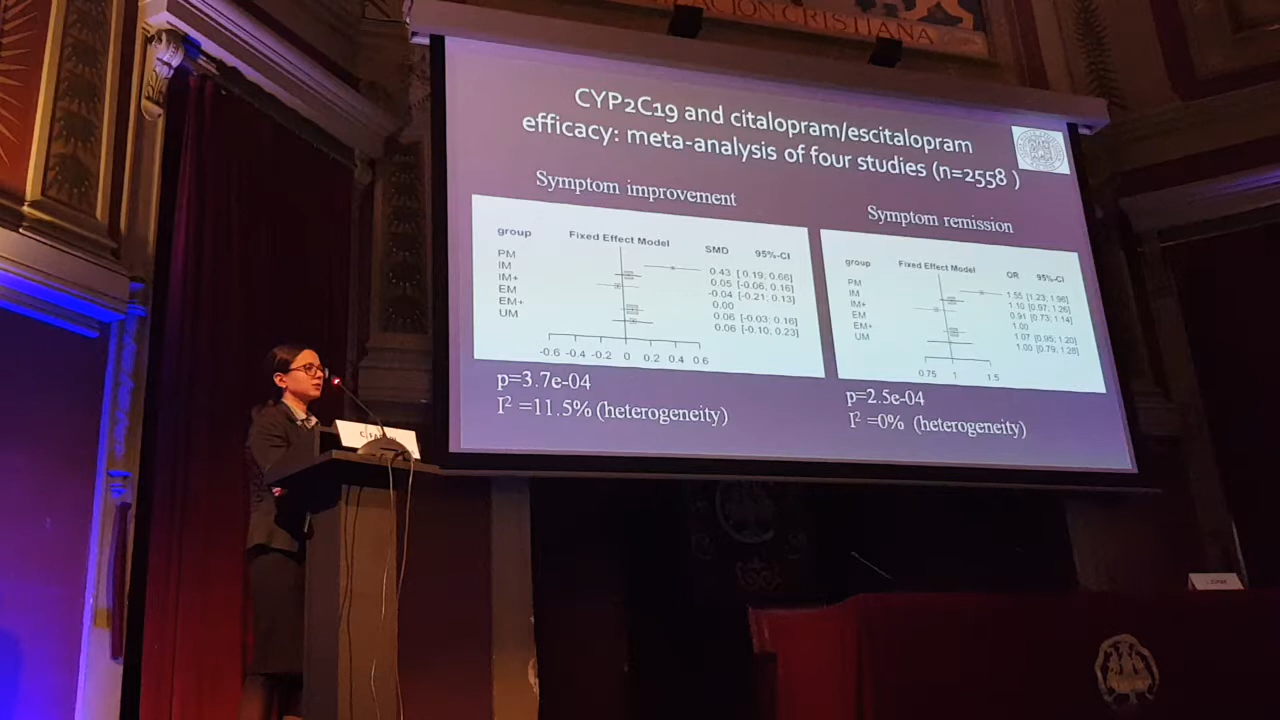 ACIÓN CRISTIANA
CYP2C19 and citalopram/escitalopram
efficacy: meta-analysis of four studies (n=2558 )
Symptom improvement
group Fixed Effect Model SMD 95%-CI
PM 0.43 [ 0.19; 0.66]
IM 0.05 [-0.06; 0.16]
IM+ -0.04 [-0.21; 0.13]
EM 0.00
EM+ 0.06 [-0.03; 0.16]
UM 0.06 [-0.10; 0.23]
-0.6 -0.4 -0.2 0 0.2 0.4 0.6
p=3.7e-04
I² =11.5% (heterogeneity)
Symptom remission
group Fixed Effect Model OR 95%-CI
PM 1.55 [1.23; 1.96]
IM 1.10 [0.97; 1.26]
IM+ 0.91 [0.73; 1.14]
EM 1.00
EM+ 1.07 [0.95; 1.20]
UM 1.00 [0.79; 1.28]
0.75 1 1.5
p=2.5e-04
I² =0% (heterogeneity)